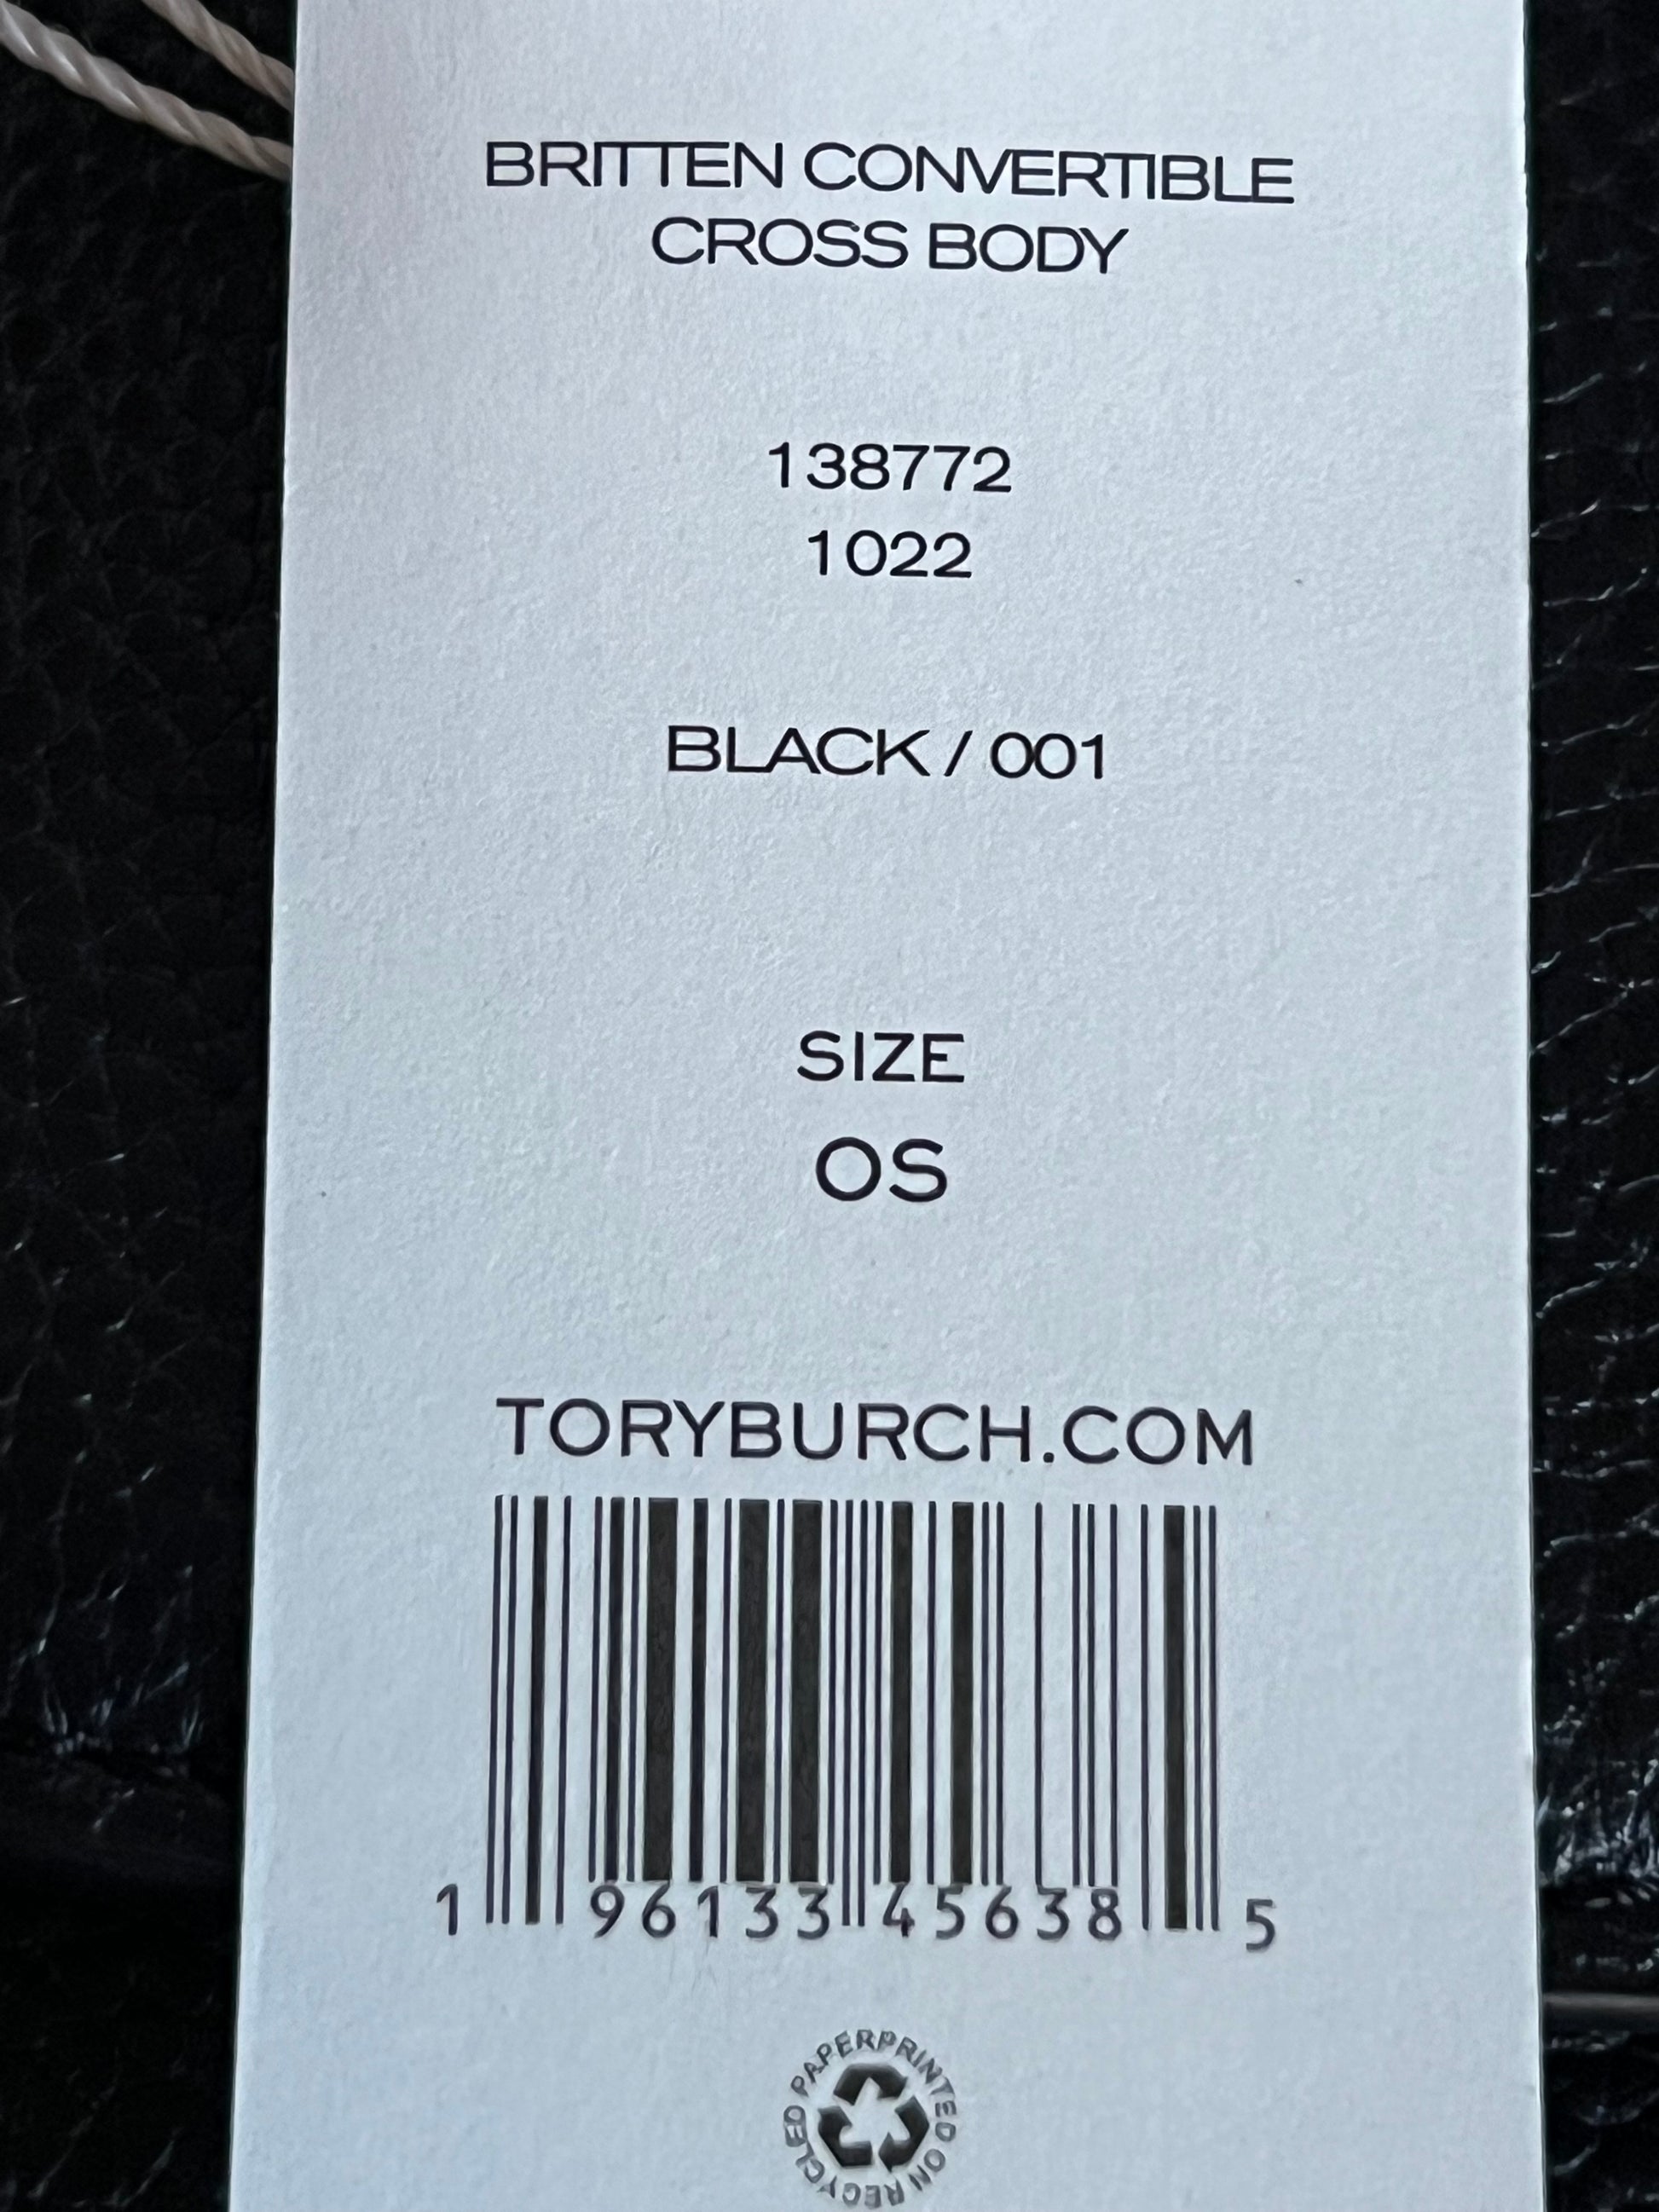 BRITTEN CONVERTIBLE
CROSS BODY
138772
1022
BLACK / 001
SIZE
OS
TORYBURCH.COM
1 96133 45638 5
PRINTED ON RECYCLED PAPER